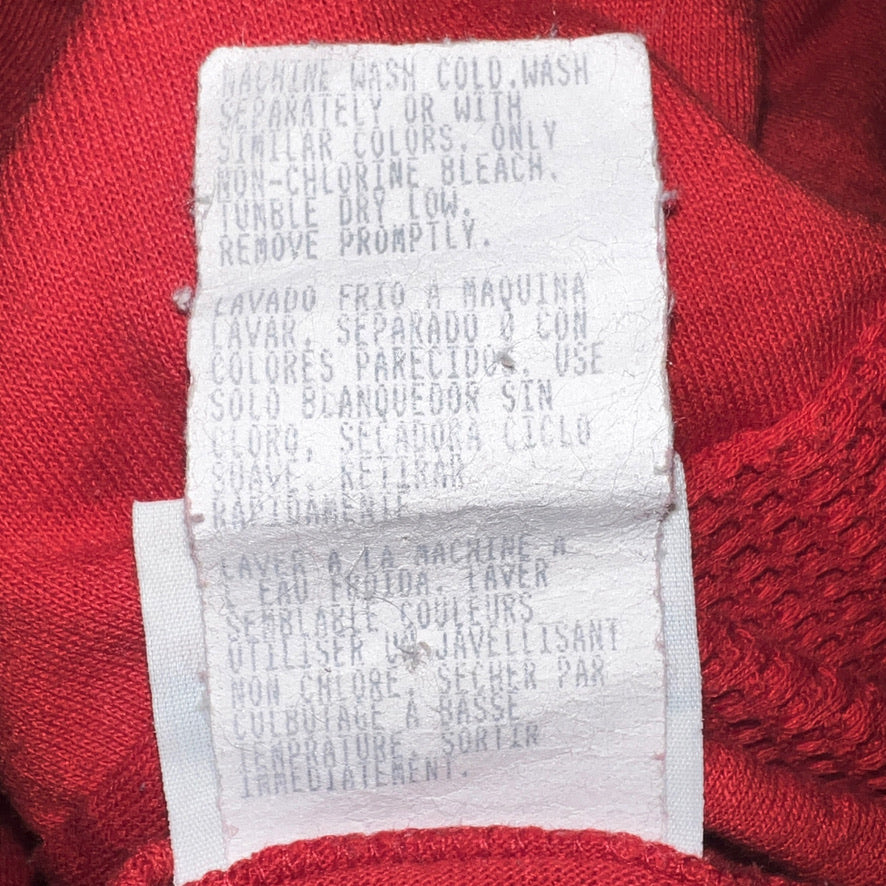 MACHINE WASH COLD.WASH
SEPARATELY OR WITH
SIMILAR COLORS. ONLY
NON-CHLORINE BLEACH.
TUMBLE DRY LOW.
REMOVE PROMPTLY.
LAVADO FRIO A MAQUINA
LAVAR. SEPARADO O CON
COLORES PARECIDOS. USE
SOLO BLANQUEDOR SIN
CLORO, SECADORA CICLO
SUAVE. RETIRAR
RAPIDAMENTE.
LAVER A LA MACHINE A
L EAU FROIDA. LAVER
SEMBLABLE COULEURS
UTILISER UN JAVELLISANT
NON CHLORE. SECHER PAR
CULBUTAGE A BASSE
TEMPRATURE. SORTIR
IMMEDIATEMENT.